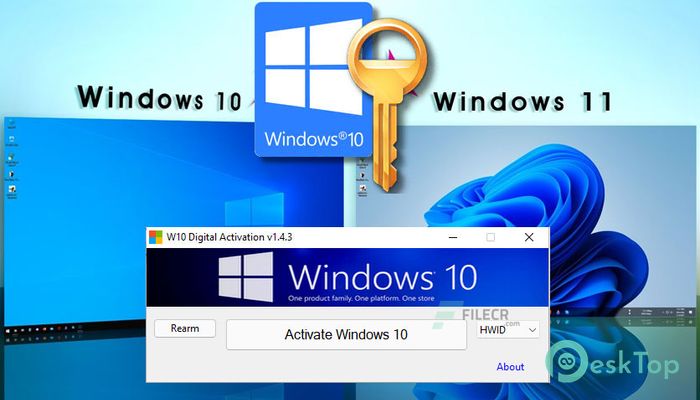 Windows 10
Windows 11
Windows®10
W10 Digital Activation v1.4.3
Windows 10
One product family. One platform. One store
FILECR
.com
Rearm
Activate Windows 10
HWID
About
DeskTop